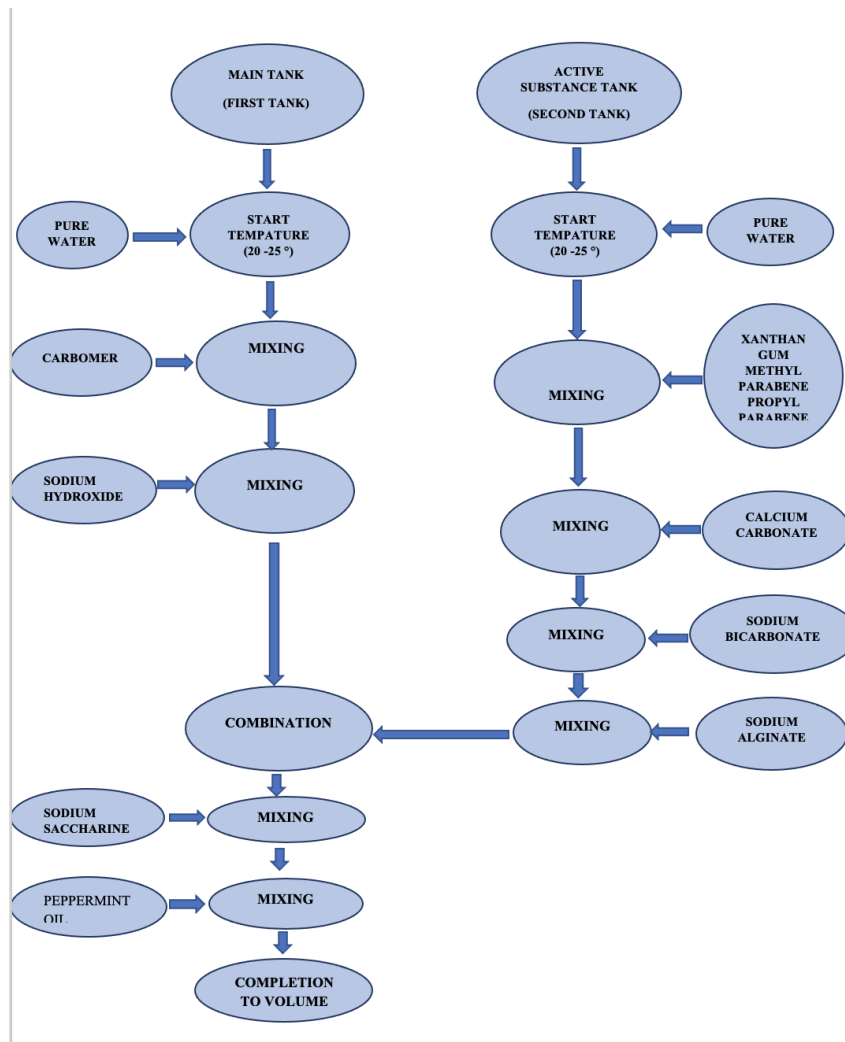 MAIN TANK
(FIRST TANK)
ACTIVE
SUBSTANCE TANK
(SECOND TANK)
PURE
WATER
START
TEMPATURE
(20 -25 °)
START
TEMPATURE
(20 -25 °)
PURE
WATER
CARBOMER
MIXING
MIXING
XANTHAN
GUM
METHYL
PARABENE
PROPYL
PARABENE
SODIUM
HYDROXIDE
MIXING
MIXING
CALCIUM
CARBONATE
MIXING
SODIUM
BICARBONATE
COMBINATION
MIXING
SODIUM
ALGINATE
SODIUM
SACCHARINE
MIXING
PEPPERMINT
OIL
MIXING
COMPLETION
TO VOLUME